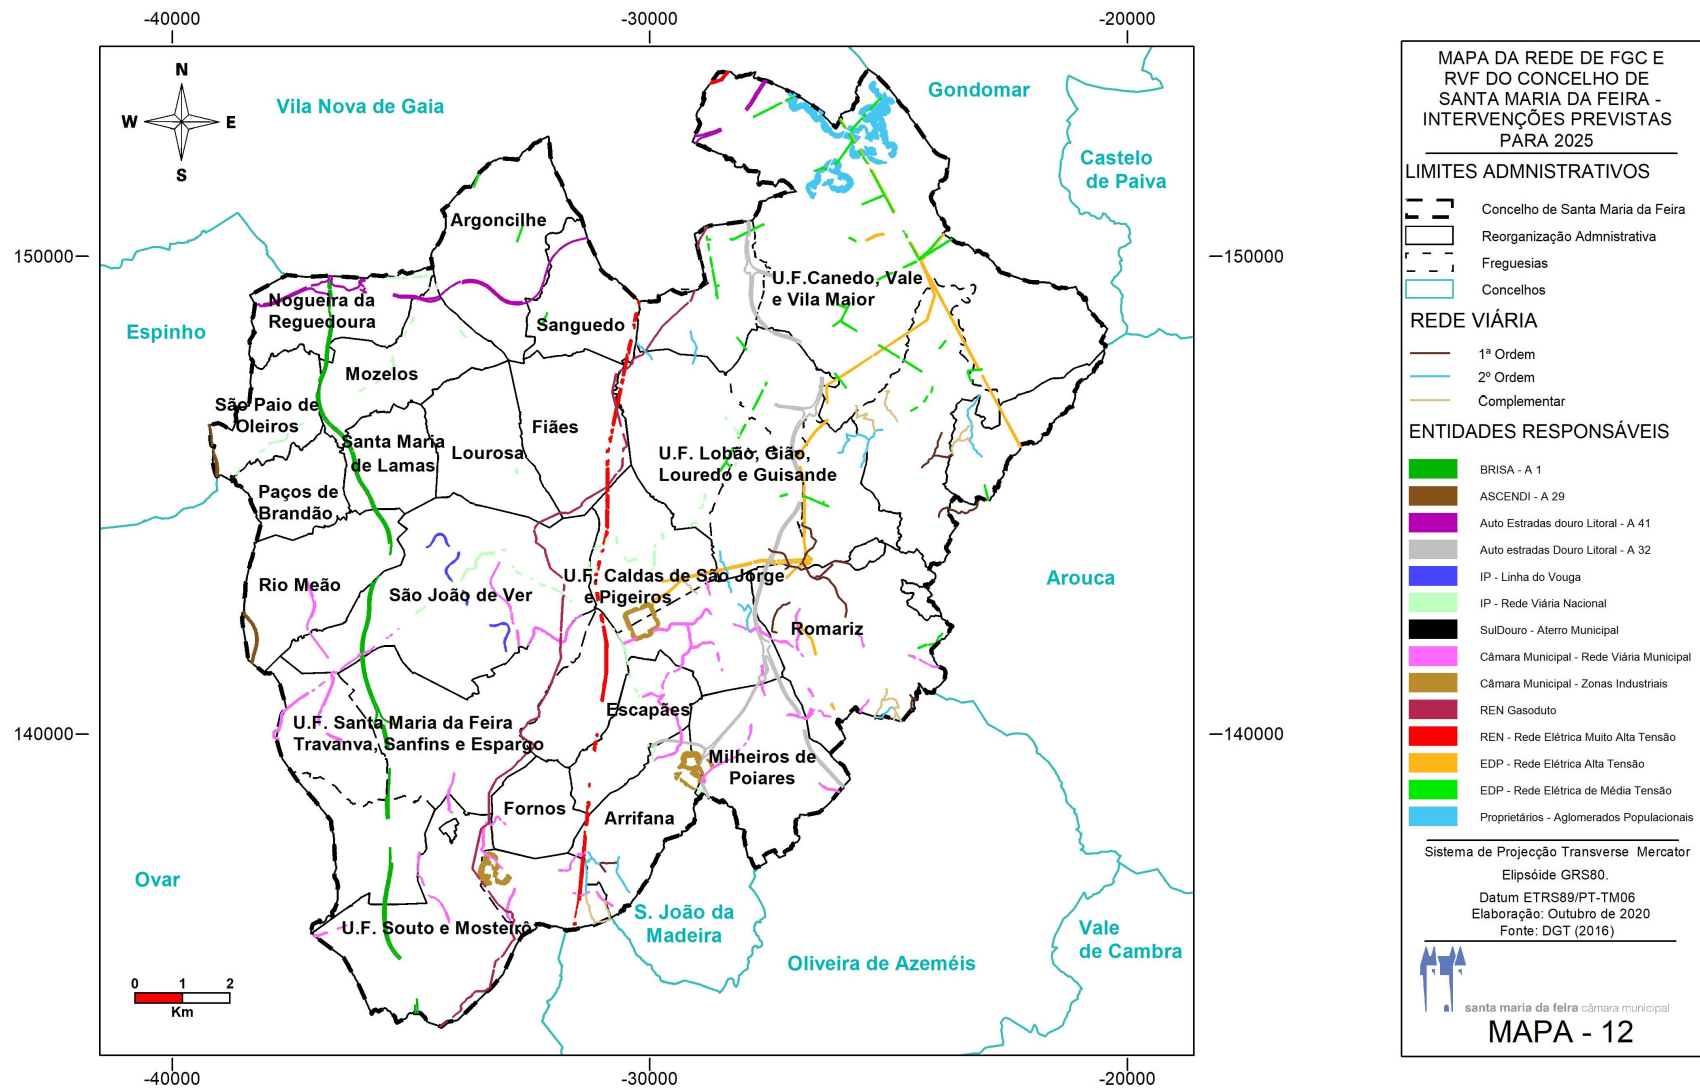 -40000
-30000
-20000
N
W
E
S
Vila Nova de Gaia
Gondomar
Castelo
de Paiva
Argoncilhe
150000
150000
U.F.Canedo, Vale
e Vila Maior
Nogueira da
Reguedoura
Sanguedo
Espinho
Mozelos
São Paio de
Oleiros
Santa Maria
de Lamas
Lourosa
Fiães
U.F. Lobão, Gião,
Louredo e Guisande
Paços de
Brandão
Rio Meão
São João de Ver
U.F. Caldas de São Jorge
e Pigeiros
Arouca
Romariz
Escapães
U.F. Santa Maria da Feira
Travanva, Sanfins e Espargo
140000
140000
Milheiros de
Poiares
Fornos
Arrifana
Ovar
S. João da
Madeira
U.F. Souto e Mosteirô
Vale
de Cambra
Oliveira de Azeméis
0 1 2
Km
-40000
-30000
-20000
MAPA DA REDE DE FGC E
RVF DO CONCELHO DE
SANTA MARIA DA FEIRA -
INTERVENÇÕES PREVISTAS
PARA 2025
LIMITES ADMNISTRATIVOS
Concelho de Santa Maria da Feira
Reorganização Admnistrativa
Freguesias
Concelhos
REDE VIÁRIA
1ª Ordem
2º Ordem
Complementar
ENTIDADES RESPONSÁVEIS
BRISA - A 1
ASCENDI - A 29
Auto Estradas douro Litoral - A 41
Auto estradas Douro Litoral - A 32
IP - Linha do Vouga
IP - Rede Viária Nacional
SulDouro - Aterro Municipal
Câmara Municipal - Rede Viária Municipal
Câmara Municipal - Zonas Industriais
REN Gasoduto
REN - Rede Elétrica Muito Alta Tensão
EDP - Rede Elétrica Alta Tensão
EDP - Rede Elétrica de Média Tensão
Proprietários - Aglomerados Populacionais
Sistema de Projecção Transverse Mercator
Elipsóide GRS80.
Datum ETRS89/PT-TM06
Elaboração: Outubro de 2020
Fonte: DGT (2016)
santa maria da feira câmara municipal
MAPA - 12